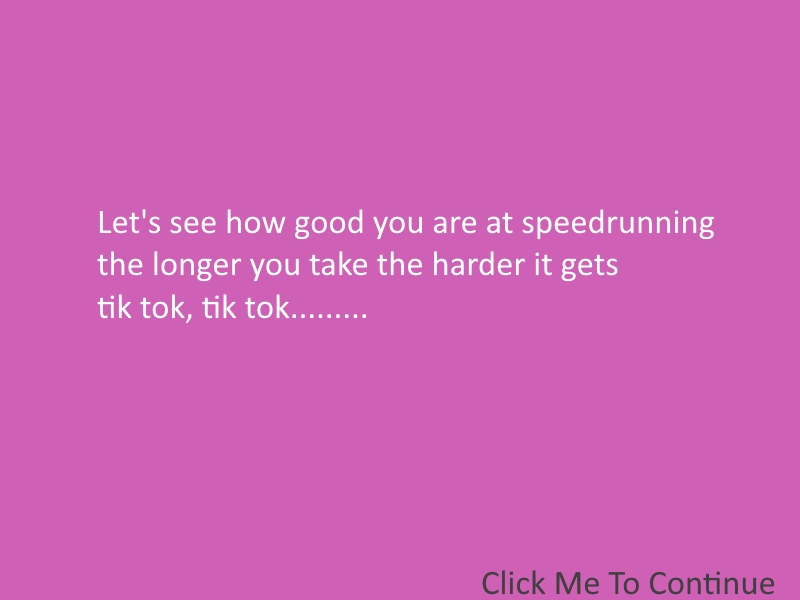 Let's see how good you are at speedrunning
the longer you take the harder it gets
tik tok, tik tok.........
Click Me To Continue